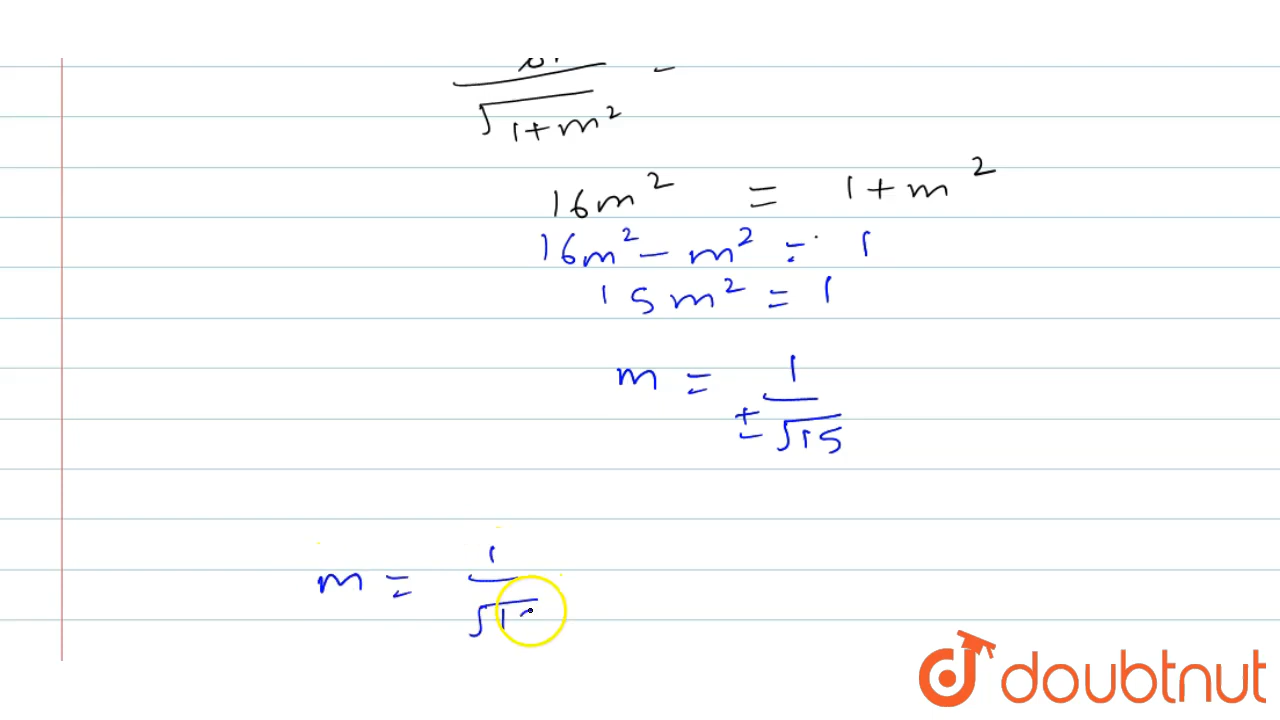 √1+m²
16m² = 1+m²
16m² - m² = 1
15m² = 1
m = ± 1/√15
m = 1/√1
doubtnut